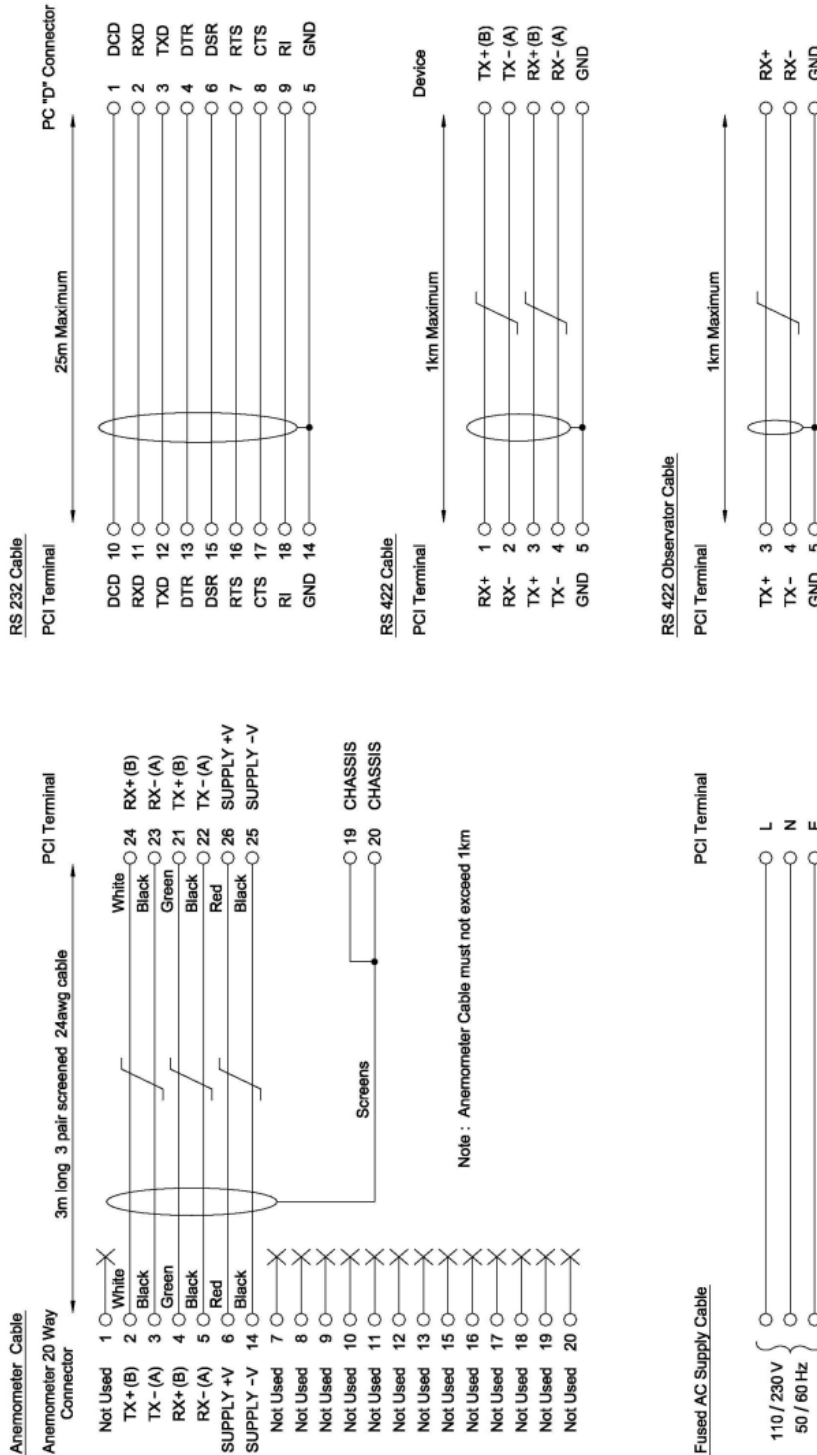 Anemometer Cable
Anemometer 20 Way
Connector
3m long 3 pair screened 24awg cable
PCI Terminal
Not Used 1
TX+(B) 2 White White 24 RX+(B)
TX-(A) 3 Black Black 23 RX-(A)
RX+(B) 4 Green Green 21 TX+(B)
RX-(A) 5 Black Black 22 TX-(A)
SUPPLY +V 6 Red Red 26 SUPPLY +V
SUPPLY -V 14 Black Black 25 SUPPLY -V
Not Used 7
Not Used 8
Not Used 9
Not Used 10
Not Used 11
Not Used 12
Not Used 13
Not Used 15
Not Used 16
Not Used 17
Not Used 18
Not Used 19
Not Used 20
Screens
19 CHASSIS
20 CHASSIS
Note : Anemometer Cable must not exceed 1km
Fused AC Supply Cable
PCI Terminal
110 / 230 V
50 / 60 Hz
L
N
RS 232 Cable
PCI Terminal
25m Maximum
PC "D" Connector
DCD 10 1 DCD
RXD 11 2 RXD
TXD 12 3 TXD
DTR 13 4 DTR
DSR 15 6 DSR
RTS 16 7 RTS
CTS 17 8 CTS
RI 18 9 RI
GND 14 5 GND
RS 422 Cable
PCI Terminal
1km Maximum
Device
RX+ 1 TX+(B)
RX- 2 TX-(A)
TX+ 3 RX+(B)
TX- 4 RX-(A)
GND 5 GND
RS 422 Observator Cable
PCI Terminal
1km Maximum
TX+ 3 RX+
TX- 4 RX-
GND 5 GND